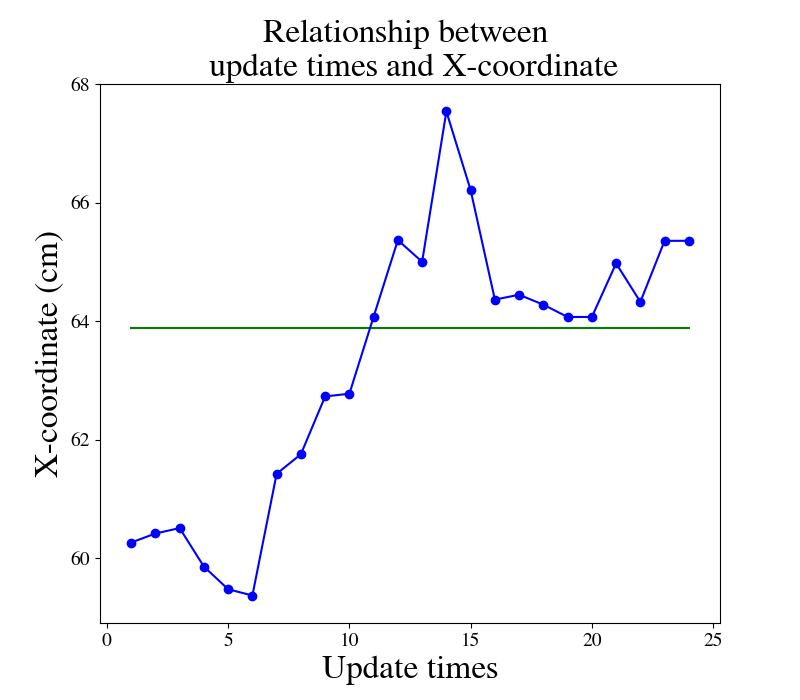 Relationship between
update times and X-coordinate
68
66
64
62
60
X-coordinate (cm)
0 5 10 15 20 25
Update times